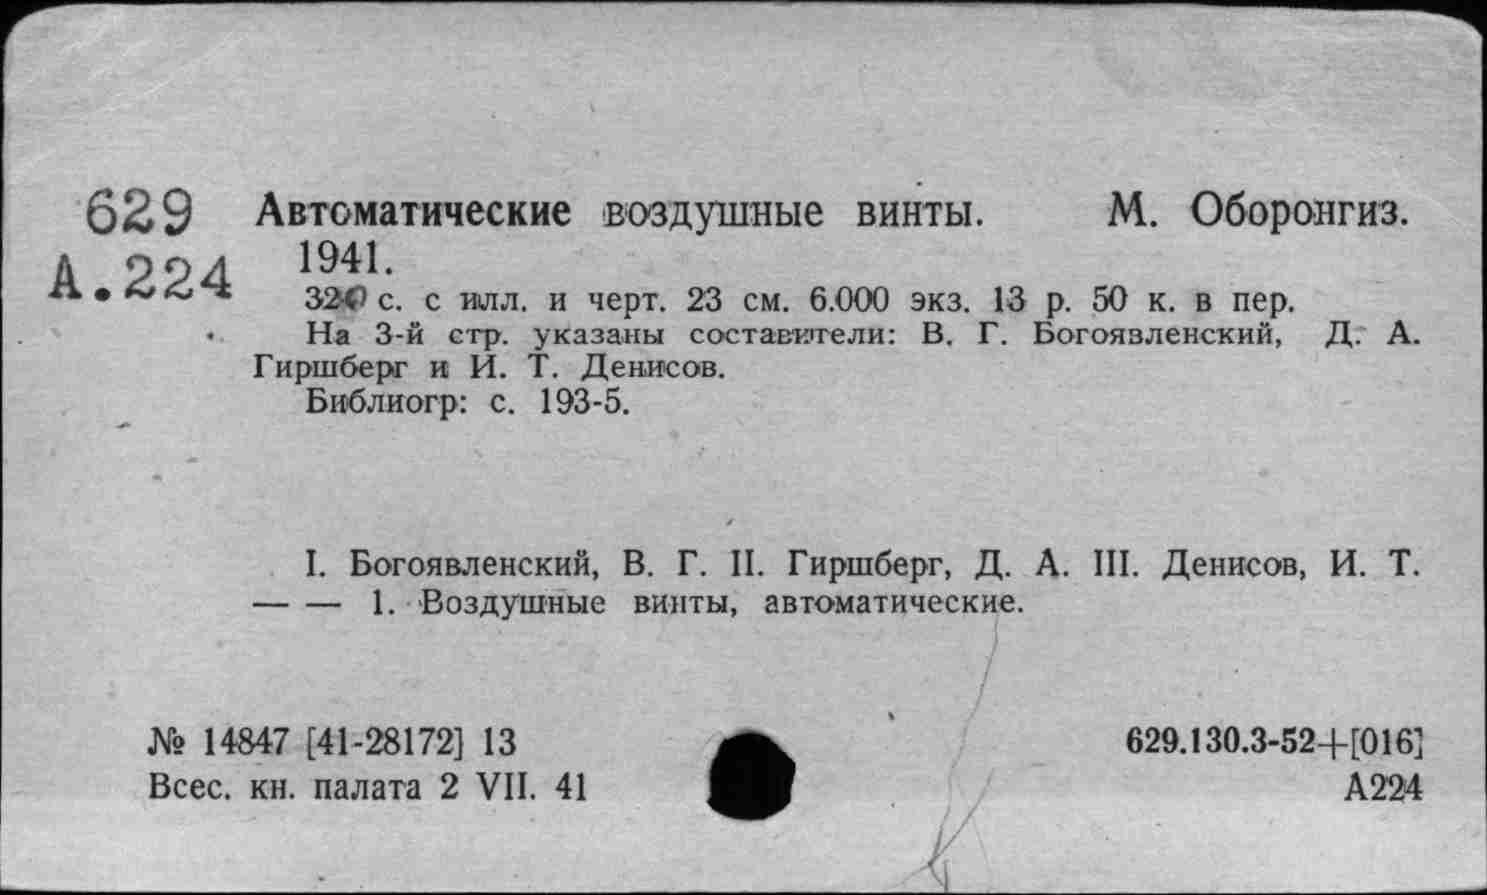 629 Автоматические воздушные винты. М. Оборонгиз.
А.224 1941.
с. с илл. и черт. 23 см. 6.000 экз. 13 р. 50 к. в пер.
На 3-й стр. указаны составители: В. Г. Богоявленский, Д. А.
Гиршберг и И. Т. Денисов.
Библиогр: с. 193-5.
I. Богоявленский, В. Г. II. Гиршберг, Д. А. III. Денисов, И. Т.
— — 1. Воздушные винты, автоматические.
№ 14847 [41-28172] 13 629.130.3-52+[016]
Всес. кн. палата 2 VII. 41 А224